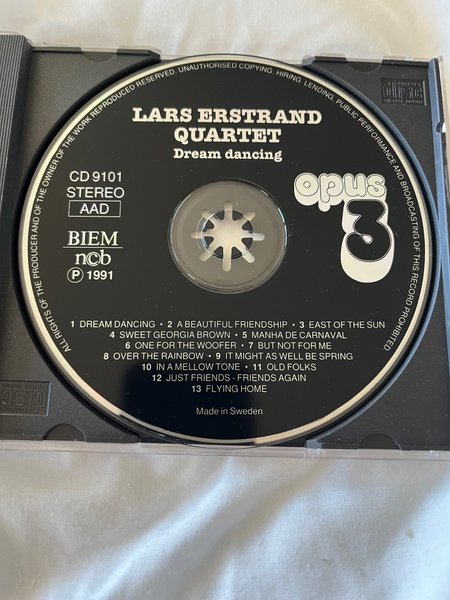 ALL RIGHTS OF THE PRODUCER AND OF THE OWNER OF THE WORK REPRODUCED RESERVED. UNAUTHORISED COPYING, HIRING, LENDING, PUBLIC PERFORMANCE AND BROADCASTING OF THIS RECORD PROHIBITED.
LARS ERSTRAND
QUARTET
Dream dancing
CD 9101
STEREO
AAD
opus
3
BIEM
ncb
P 1991
1 DREAM DANCING · 2 A BEAUTIFUL FRIENDSHIP · 3 EAST OF THE SUN
4 SWEET GEORGIA BROWN · 5 MANHA DE CARNAVAL
6 ONE FOR THE WOOFER · 7 BUT NOT FOR ME
8 OVER THE RAINBOW · 9 IT MIGHT AS WELL BE SPRING
10 IN A MELLOW TONE · 11 OLD FOLKS
12 JUST FRIENDS - FRIENDS AGAIN
13 FLYING HOME
Made in Sweden